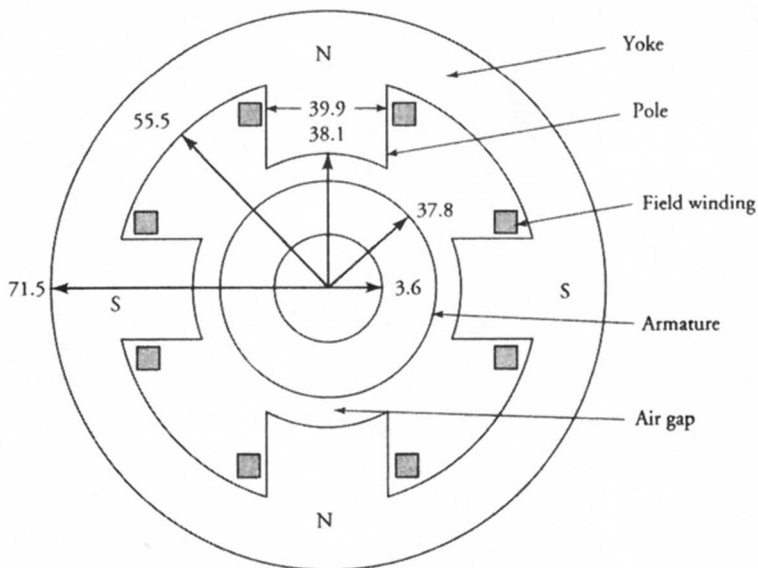 N
Yoke
39.9
38.1
Pole
55.5
37.8
Field winding
71.5
S
3.6
S
Armature
Air gap
N